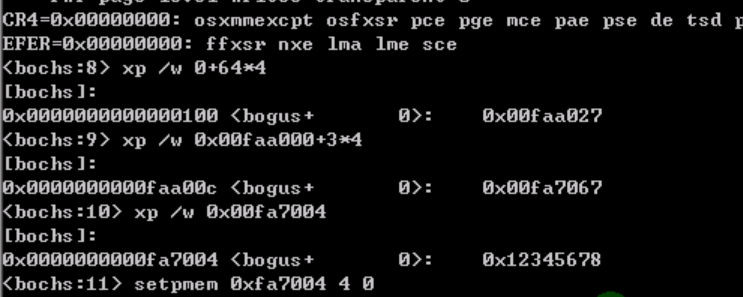 CR4=0x00000000: osxmmexcpt osfxsr pce pge mce pae pse de tsd
EFER=0x00000000: ffxsr nxe lma lme sce
<bochs:8> xp /w 0+64*4
[bochs]:
0x0000000000000100 <bogus+       0>:    0x00faa027
<bochs:9> xp /w 0x00faa000+3*4
[bochs]:
0x0000000000faa00c <bogus+       0>:    0x00fa7067
<bochs:10> xp /w 0x00fa7004
[bochs]:
0x0000000000fa7004 <bogus+       0>:    0x12345678
<bochs:11> setpmem 0xfa7004 4 0